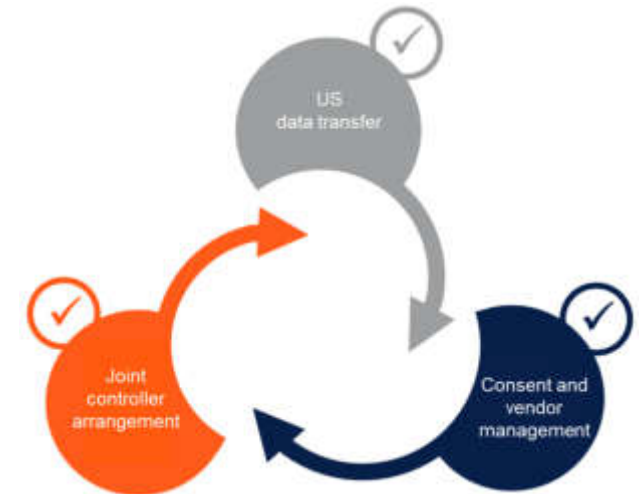 US
data transfer
Joint
controller
arrangement
Consent and
vendor
management